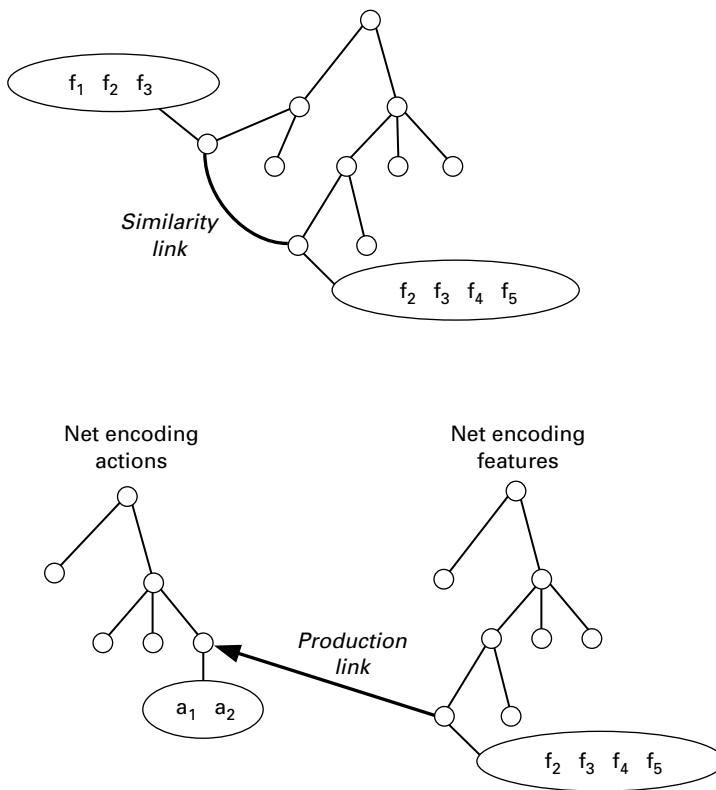 f₁ f₂ f₃
Similarity
link
f₂ f₃ f₄ f₅
Net encoding
actions
Net encoding
features
Production
link
a₁ a₂
f₂ f₃ f₄ f₅